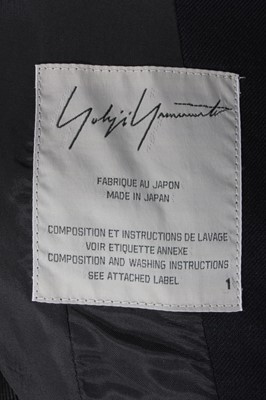 Yohji Yamamoto
FABRIQUE AU JAPON
MADE IN JAPAN
COMPOSITION ET INSTRUCTIONS DE LAVAGE
VOIR ETIQUETTE ANNEXE
COMPOSITION AND WASHING INSTRUCTIONS
SEE ATTACHED LABEL
1